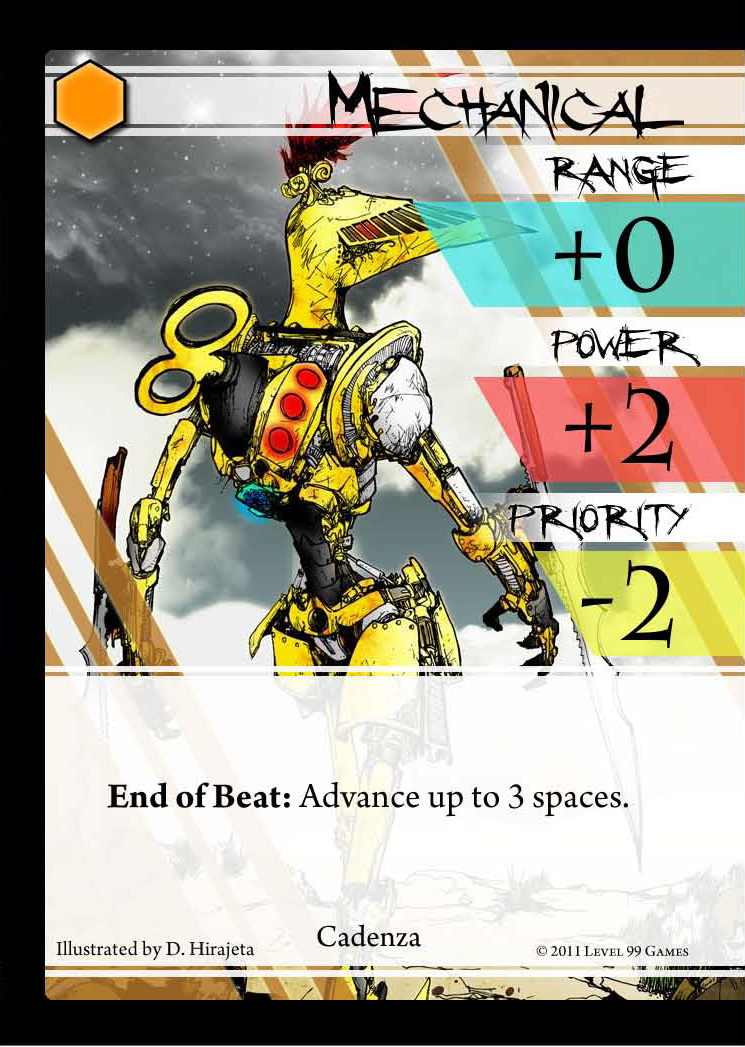 Mechanical
Range
+0
Power
+2
Priority
-2
End of Beat: Advance up to 3 spaces.
Cadenza
Illustrated by D. Hirajeta
© 2011 Level 99 Games